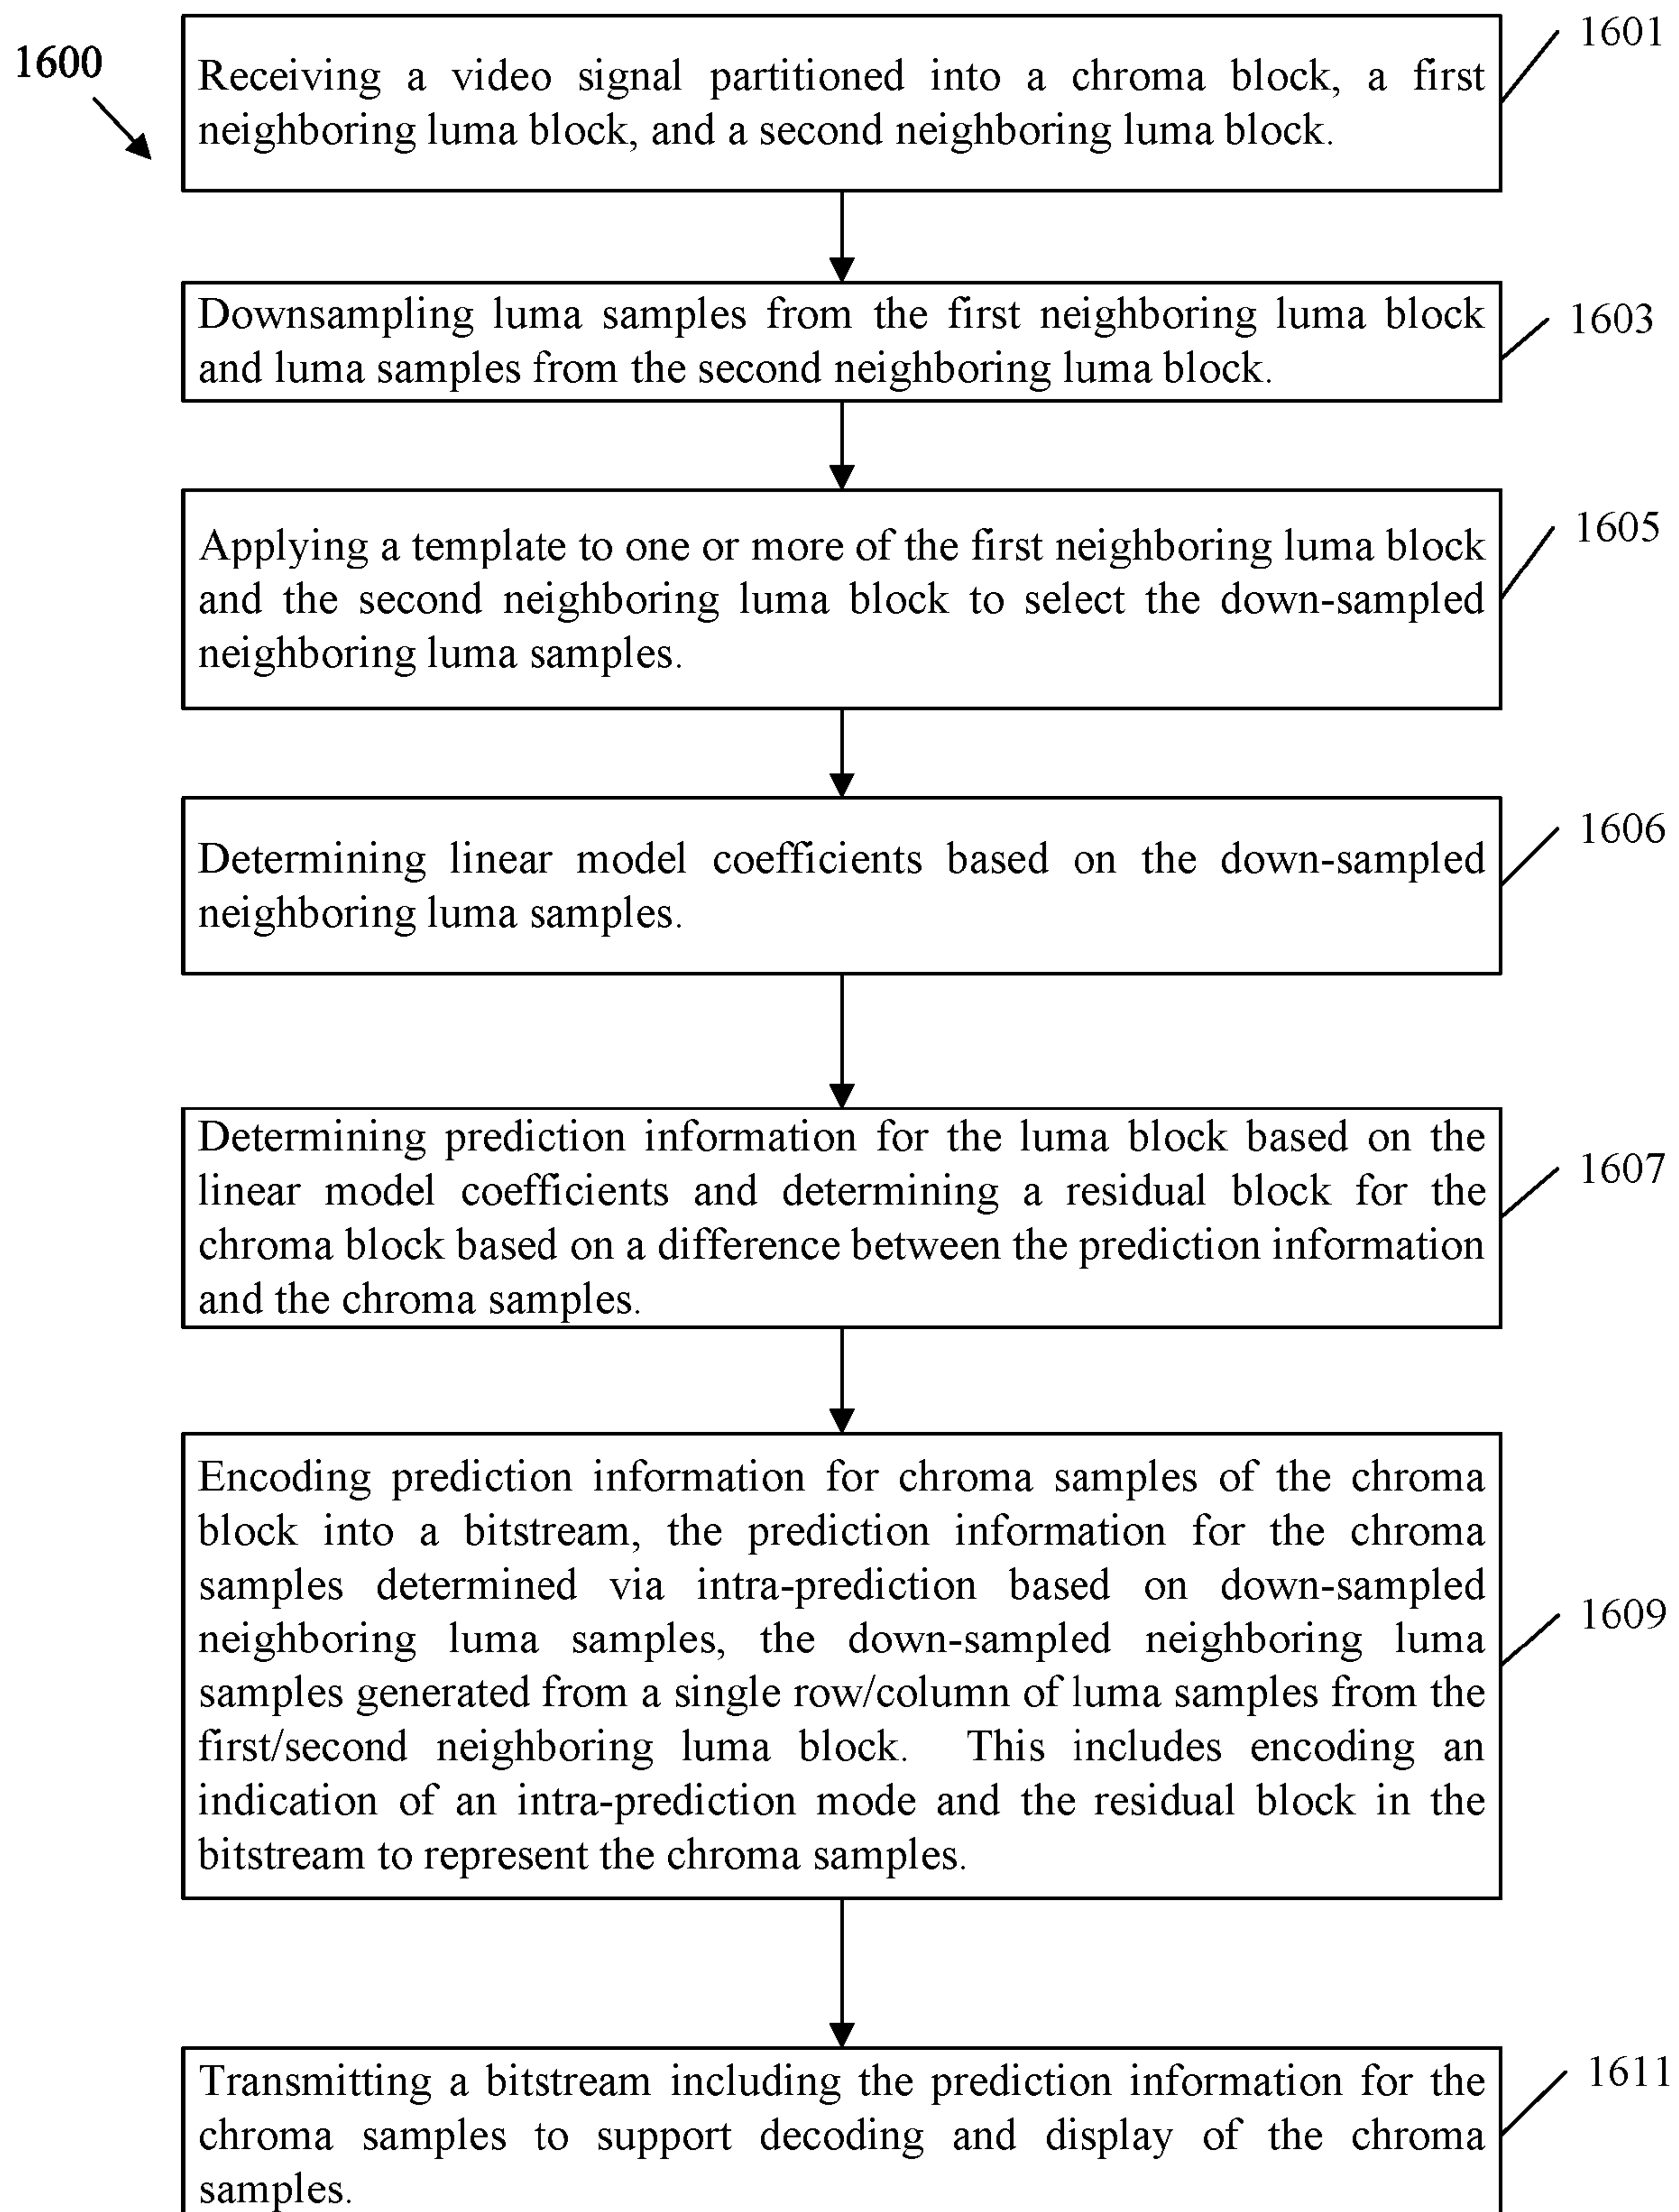 1600
1601
Receiving a video signal partitioned into a chroma block, a first
neighboring luma block, and a second neighboring luma block.
1603
Downsampling luma samples from the first neighboring luma block
and luma samples from the second neighboring luma block.
1605
Applying a template to one or more of the first neighboring luma block
and the second neighboring luma block to select the down-sampled
neighboring luma samples.
1606
Determining linear model coefficients based on the down-sampled
neighboring luma samples.
1607
Determining prediction information for the luma block based on the
linear model coefficients and determining a residual block for the
chroma block based on a difference between the prediction information
and the chroma samples.
1609
Encoding prediction information for chroma samples of the chroma
block into a bitstream, the prediction information for the chroma
samples determined via intra-prediction based on down-sampled
neighboring luma samples, the down-sampled neighboring luma
samples generated from a single row/column of luma samples from the
first/second neighboring luma block. This includes encoding an
indication of an intra-prediction mode and the residual block in the
bitstream to represent the chroma samples.
1611
Transmitting a bitstream including the prediction information for the
chroma samples to support decoding and display of the chroma
samples.